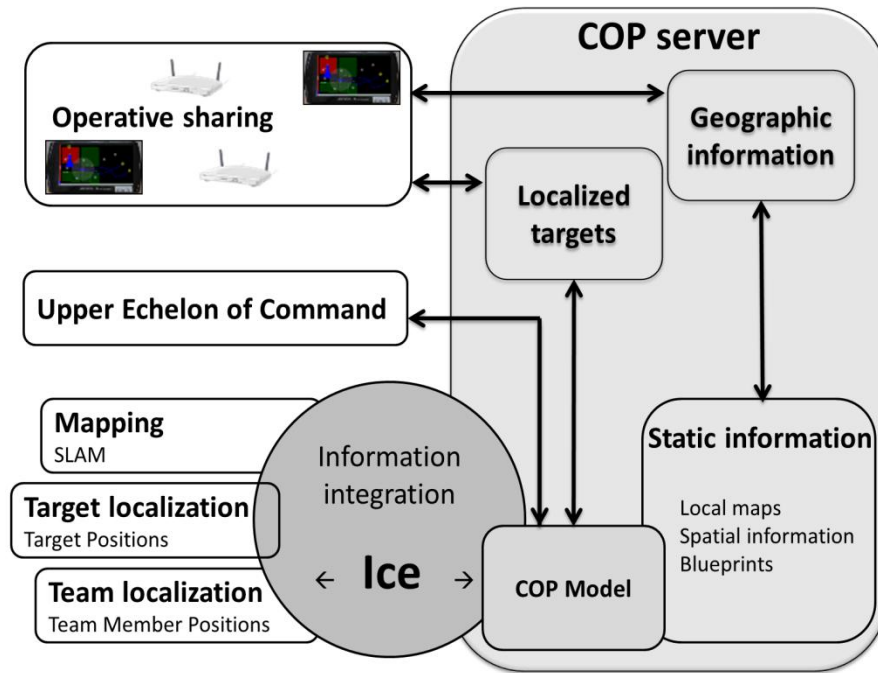 COP server
Operative sharing
Geographic
information
Localized
targets
Upper Echelon of Command
Mapping
SLAM
Target localization
Target Positions
Team localization
Team Member Positions
Information
integration
← Ice →
COP Model
Static information
Local maps
Spatial information
Blueprints